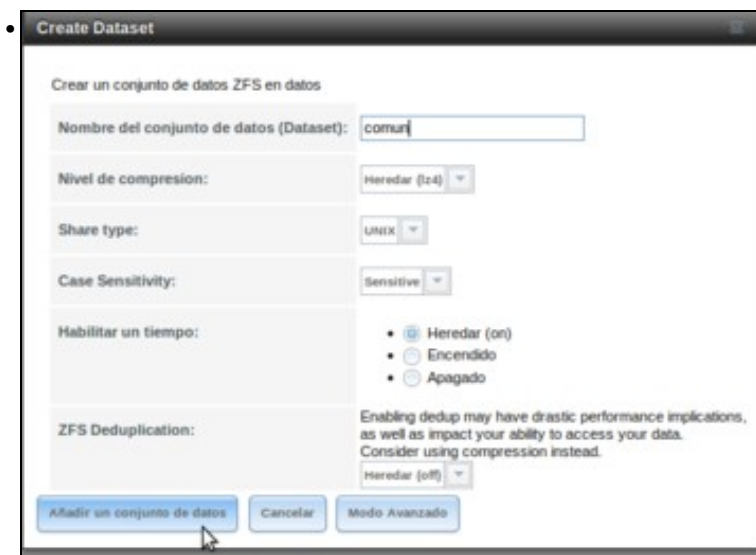 Create Dataset
Crear un conjunto de datos ZFS en datos
Nombre del conjunto de datos (Dataset): comun
Nivel de compresion: Heredar (lz4)
Share type: UNIX
Case Sensitivity: Sensitive
Habilitar un tiempo: • Heredar (on)
• Encendido
• Apagado
ZFS Deduplication: Enabling dedup may have drastic performance implications,
as well as impact your ability to access your data.
Consider using compression instead.
Heredar (off)
Añadir un conjunto de datos Cancelar Modo Avanzado